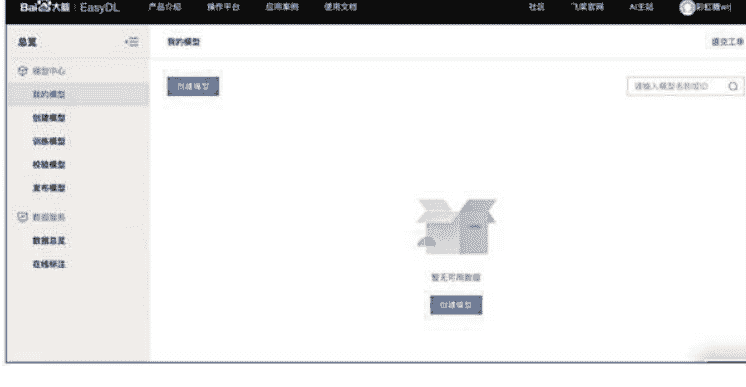 Bai大脑 EasyDL 产品介绍 操作平台 应用案例 使用文档 社区 飞桨官网 AI主站
总览 我的模型 提交工单
模型中心
我的模型 创建模型
创建模型
训练模型
校验模型
发布模型
数据服务
数据总览
在线标注
暂无可用数据
创建模型